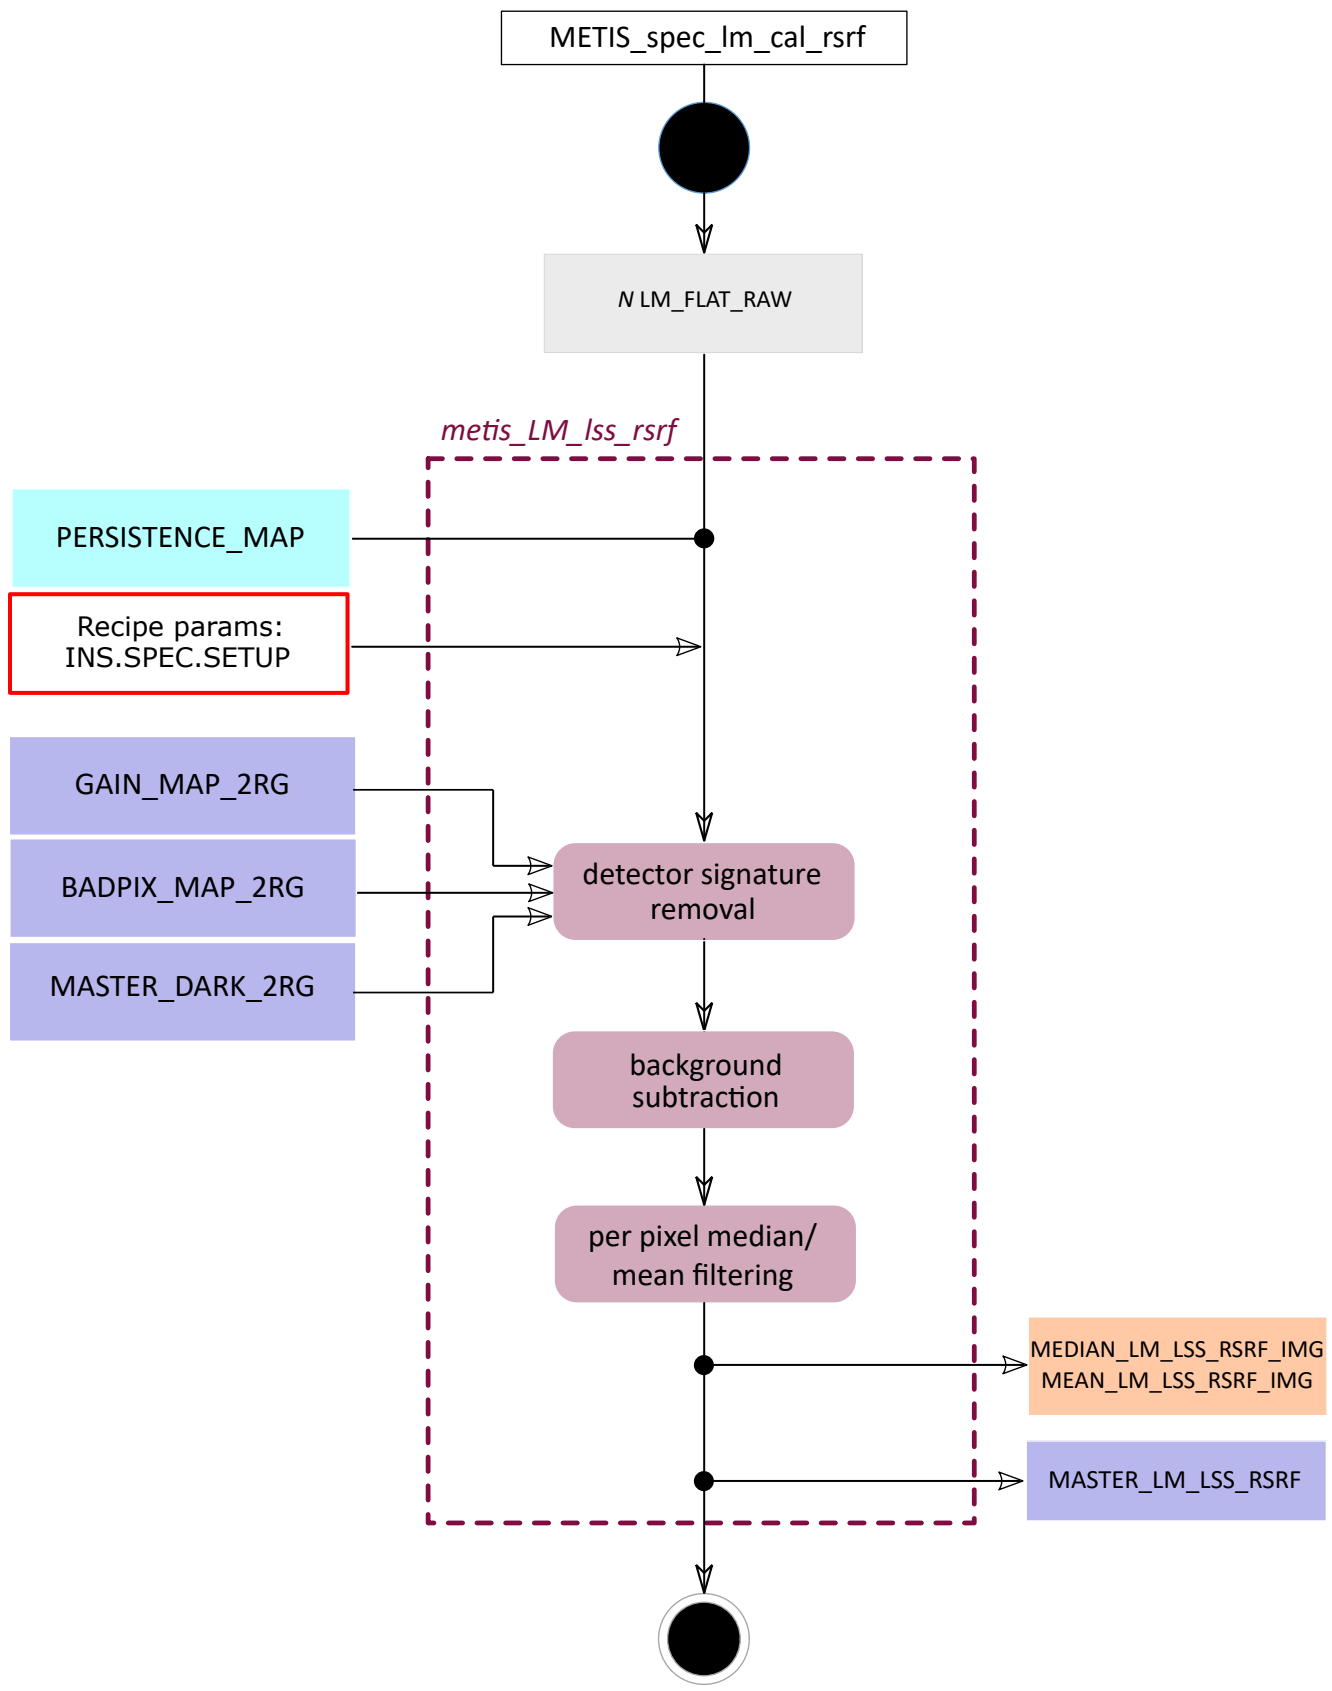 METIS_spec_lm_cal_rsrf
N LM_FLAT_RAW
metis_LM_lss_rsrf
PERSISTENCE_MAP
Recipe params:
INS.SPEC.SETUP
GAIN_MAP_2RG
BADPIX_MAP_2RG
MASTER_DARK_2RG
detector signature
removal
background
subtraction
per pixel median/
mean filtering
MEDIAN_LM_LSS_RSRF_IMG
MEAN_LM_LSS_RSRF_IMG
MASTER_LM_LSS_RSRF